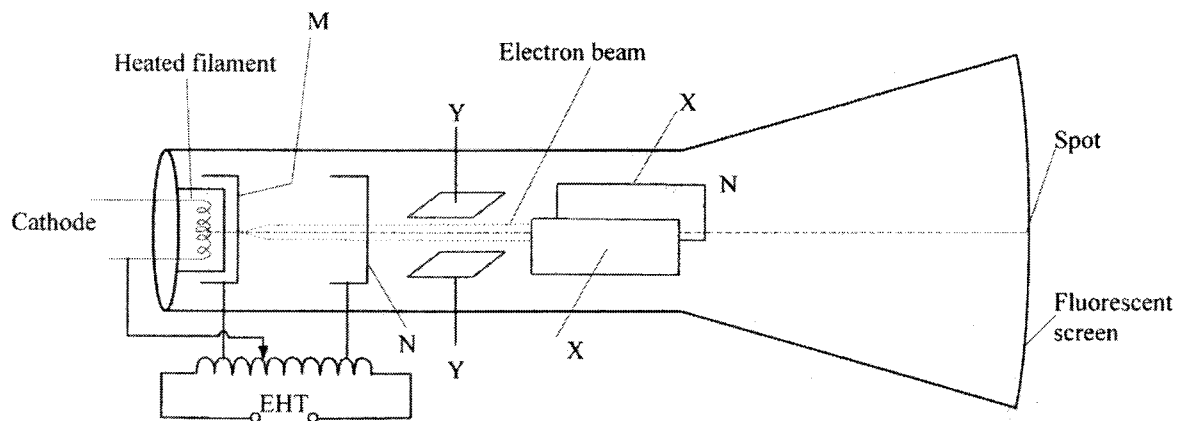 M
Heated filament
Electron beam
Y
X
N
Spot
Cathode
Fluorescent
screen
N
Y
X
EHT